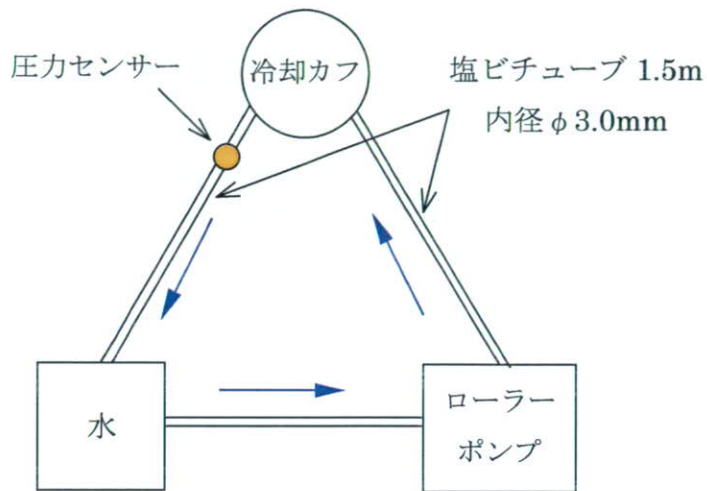 圧力センサー
冷却カフ
塩ビチューブ 1.5m
内径φ3.0mm
水
ローラー
ポンプ